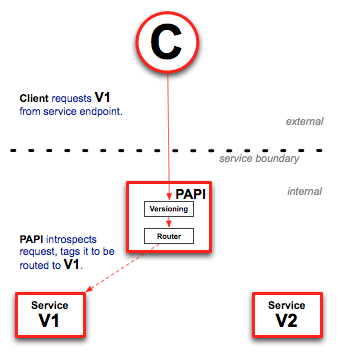 C
Client requests V1
from service endpoint.
external
service boundary
internal
PAPI
Versioning
Router
PAPI introspects
request, tags it to be
routed to V1.
Service
V1
Service
V2